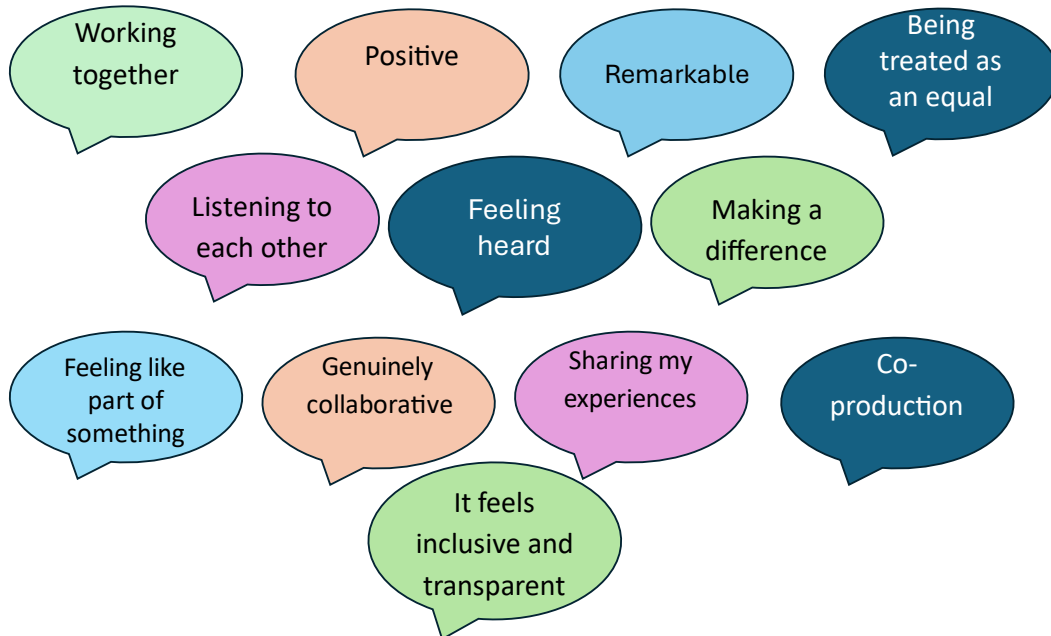 Working
together
Positive
Remarkable
Being
treated as
an equal
Listening to
each other
Feeling
heard
Making a
difference
Feeling like
part of
something
Genuinely
collaborative
Sharing my
experiences
Co-
production
It feels
inclusive and
transparent